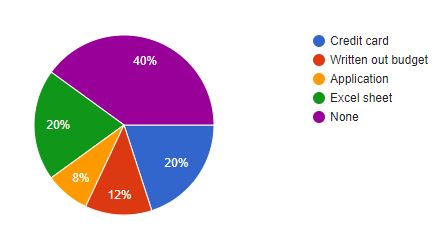 40%
20%
20%
8%
12%
Credit card
Written out budget
Application
Excel sheet
None